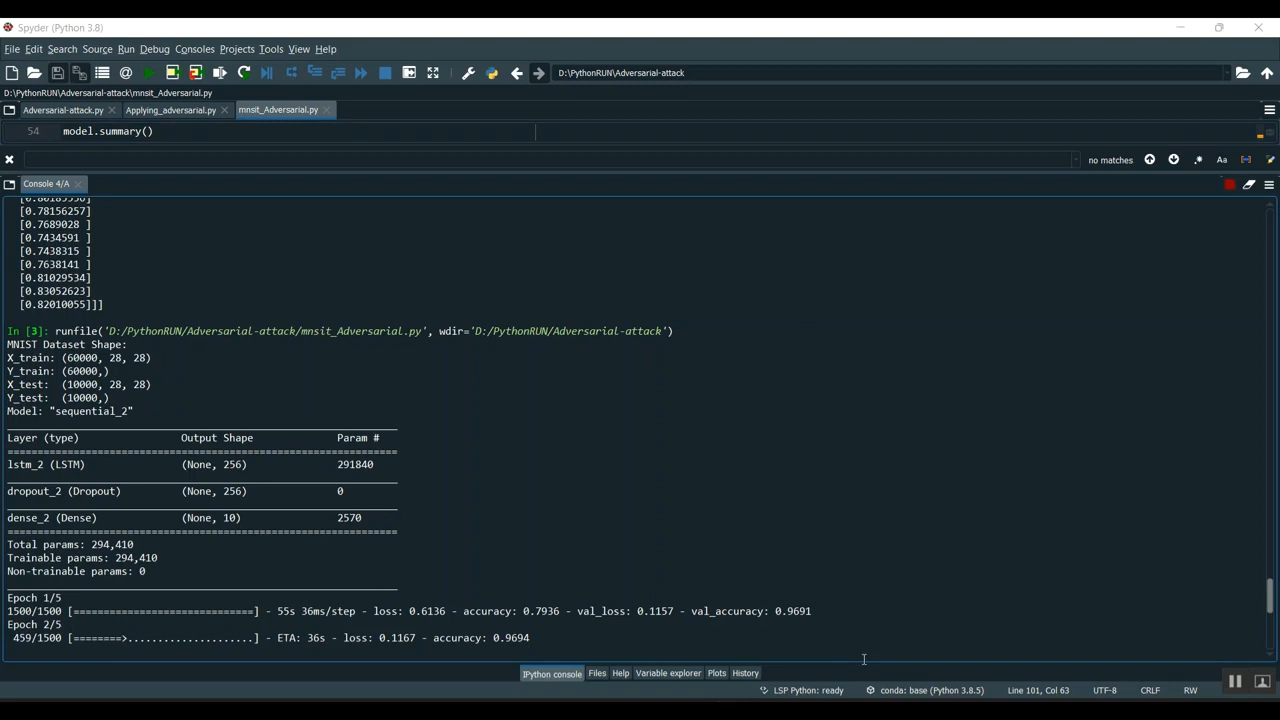 Spyder (Python 3.8)
File Edit Search Source Run Debug Consoles Projects Tools View Help
D:\PythonRUN\Adversarial-attack
D:\PythonRUN\Adversarial-attack\mnsit_Adversarial.py
Adversarial-attack.py Applying_adversarial.py mnsit_Adversarial.py
54 model.summary()
no matches .* Aa
Console 4/A
[0.78156257]
[0.7689028 ]
[0.7434591 ]
[0.7438315 ]
[0.7638141 ]
[0.81029534]
[0.83052623]
[0.82010055]]]
In [3]: runfile('D:/PythonRUN/Adversarial-attack/mnsit_Adversarial.py', wdir='D:/PythonRUN/Adversarial-attack')
MNIST Dataset Shape:
X_train: (60000, 28, 28)
Y_train: (60000,)
X_test:  (10000, 28, 28)
Y_test:  (10000,)
Model: "sequential_2"
Layer (type) Output Shape Param #
=================================================================
lstm_2 (LSTM) (None, 256) 291840
dropout_2 (Dropout) (None, 256) 0
dense_2 (Dense) (None, 10) 2570
=================================================================
Total params: 294,410
Trainable params: 294,410
Non-trainable params: 0
Epoch 1/5
1500/1500 [==============================] - 55s 36ms/step - loss: 0.6136 - accuracy: 0.7936 - val_loss: 0.1157 - val_accuracy: 0.9691
Epoch 2/5
459/1500 [========>.....................] - ETA: 36s - loss: 0.1167 - accuracy: 0.9694
IPython console Files Help Variable explorer Plots History
LSP Python: ready conda: base (Python 3.8.5) Line 101, Col 63 UTF-8 CRLF RW